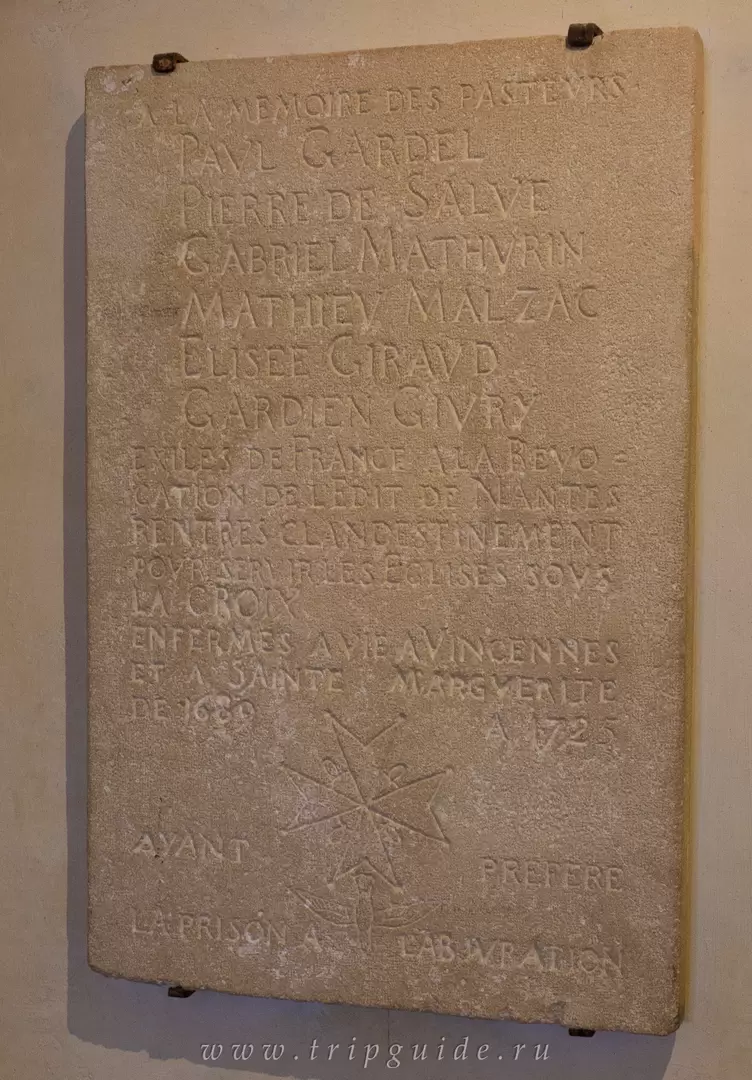 A LA MEMOIRE DES PASTEVRS
PAVL GARDEL
PIERRE DE SALVE
GABRIEL MATHVRIN
MATHIEV MALZAC
ELISEE GIRAVD
GARDIEN GIVRY
EXILES DE FRANCE A LA REVO =
CATION DE L'EDIT DE NANTES
RENTRES CLANDESTINEMENT
POVR SERVIR LES EGLISES SOVS
LA CROIX
ENFERMES A VIE A VINCENNES
ET A SAINTE MARGVERITE
DE 1689 A 1725
AYANT PREFERE
LA PRISON A L'ABJVRATION
www.tripguide.ru